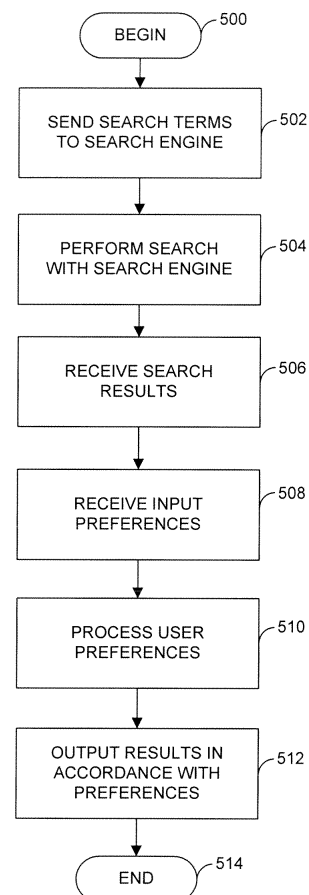 BEGIN
500
SEND SEARCH TERMS
TO SEARCH ENGINE
502
PERFORM SEARCH
WITH SEARCH ENGINE
504
RECEIVE SEARCH
RESULTS
506
RECEIVE INPUT
PREFERENCES
508
PROCESS USER
PREFERENCES
510
OUTPUT RESULTS IN
ACCORDANCE WITH
PREFERENCES
512
END
514